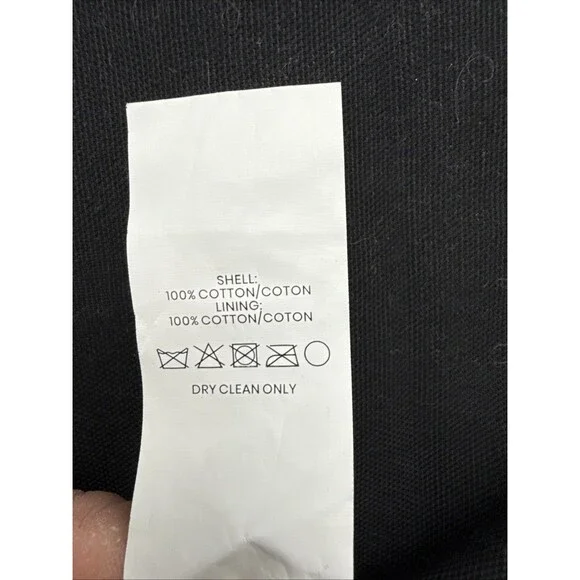 SHELL:
100% COTTON/COTON
LINING:
100% COTTON/COTON
DRY CLEAN ONLY